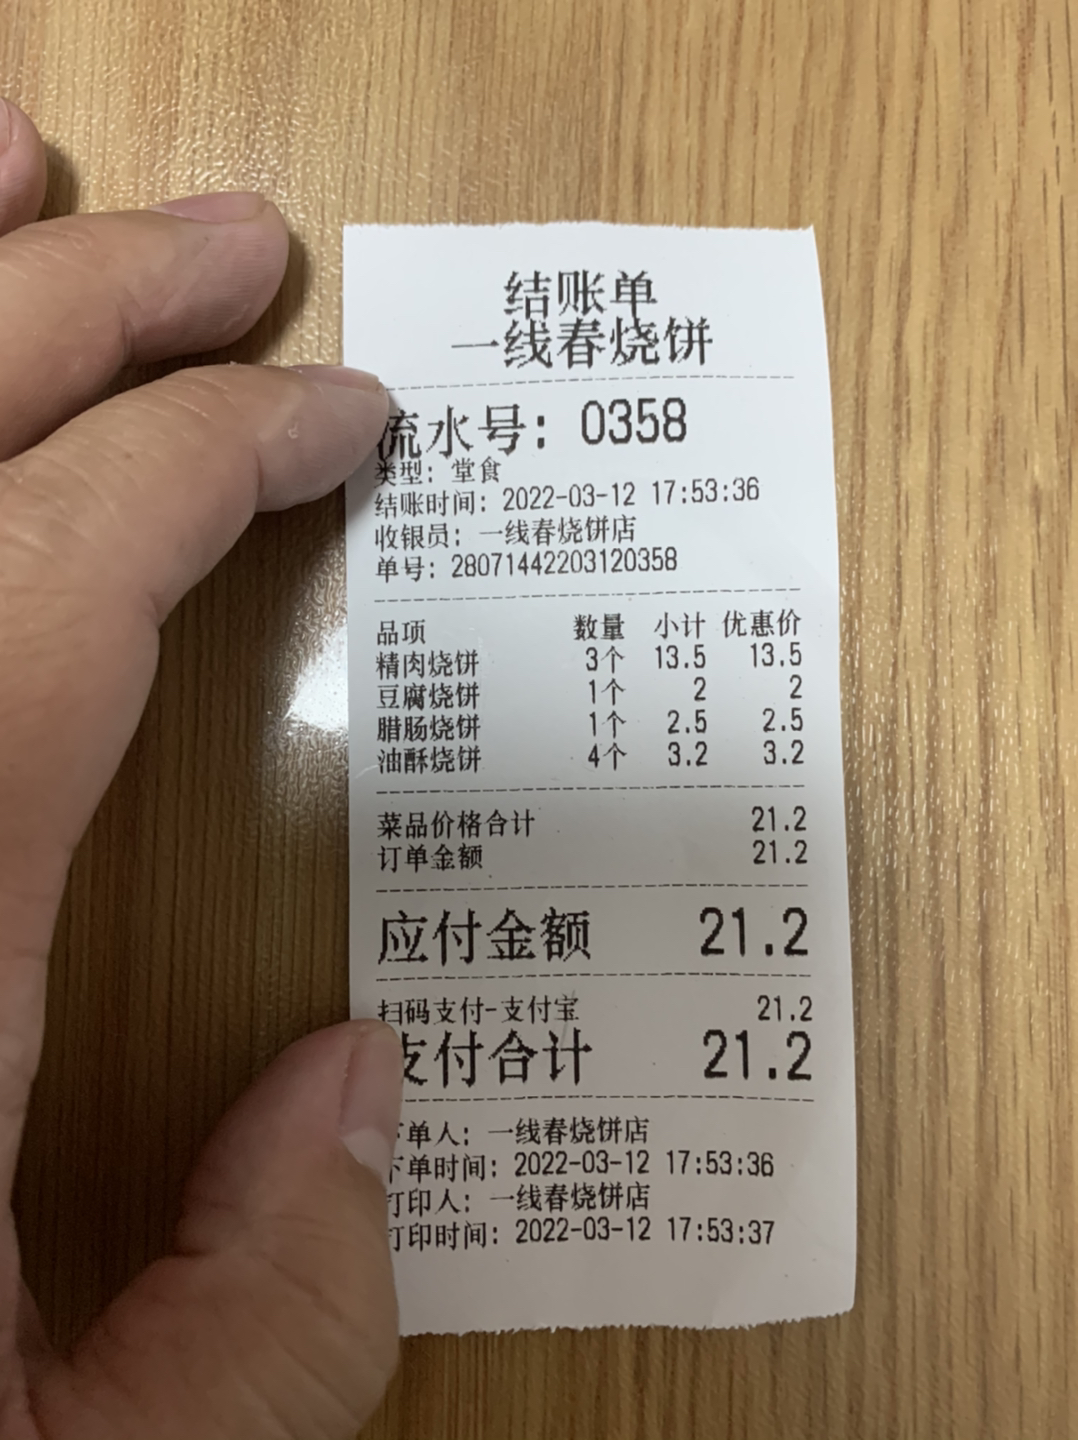 结账单
一线春烧饼
流水号: 0358
类型: 堂食
结账时间: 2022-03-12 17:53:36
收银员: 一线春烧饼店
单号: 28071442203120358
品项 数量 小计 优惠价
精肉烧饼 3个 13.5 13.5
豆腐烧饼 1个 2 2
腊肠烧饼 1个 2.5 2.5
油酥烧饼 4个 3.2 3.2
菜品价格合计 21.2
订单金额 21.2
应付金额 21.2
扫码支付-支付宝 21.2
支付合计 21.2
下单人: 一线春烧饼店
下单时间: 2022-03-12 17:53:36
打印人: 一线春烧饼店
打印时间: 2022-03-12 17:53:37